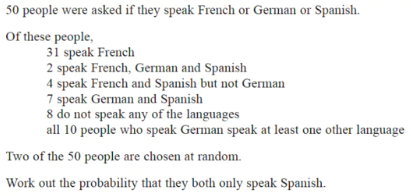 50 people were asked if they speak French or German or Spanish.
Of these people,
31 speak French
2 speak French, German and Spanish
4 speak French and Spanish but not German
7 speak German and Spanish
8 do not speak any of the languages
all 10 people who speak German speak at least one other language
Two of the 50 people are chosen at random.
Work out the probability that they both only speak Spanish.